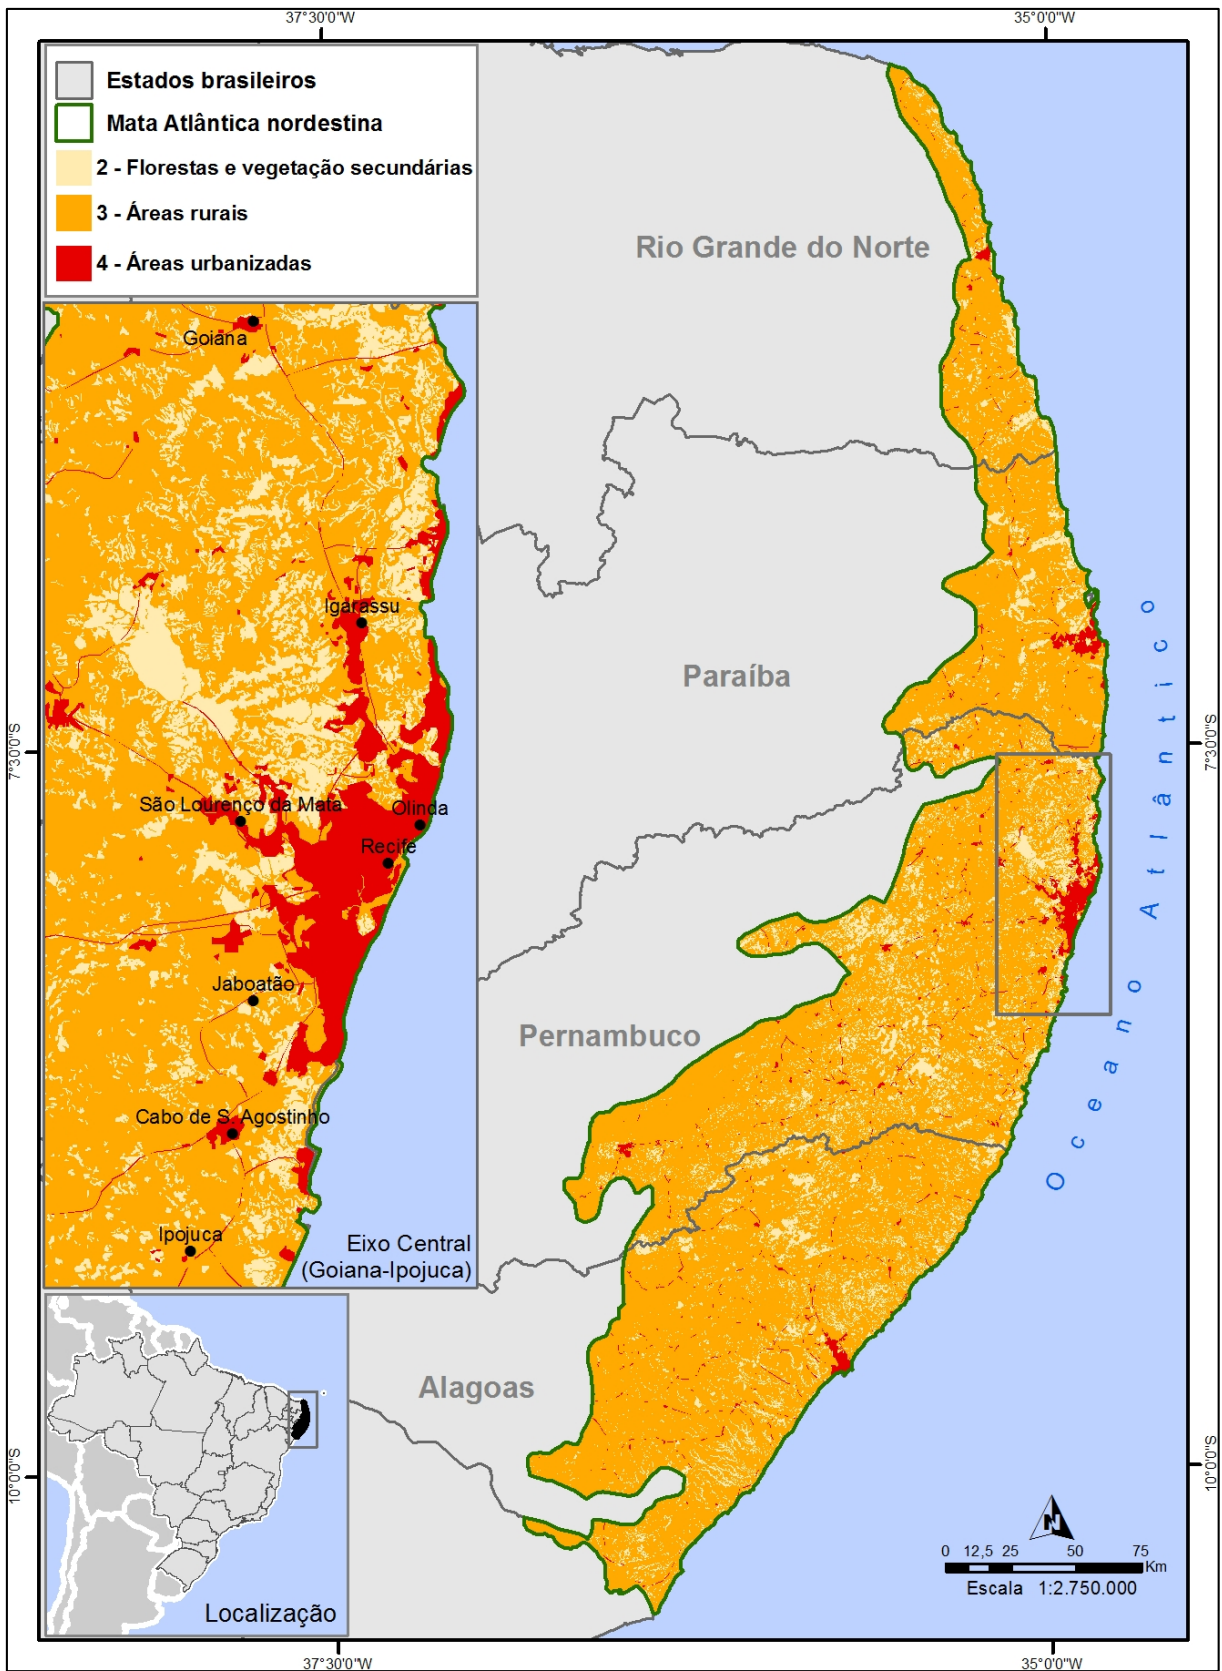 37°30'0"W
35°0'0"W
Estados brasileiros
Mata Atlântica nordestina
2 - Florestas e vegetação secundárias
3 - Áreas rurais
4 - Áreas urbanizadas
Rio Grande do Norte
Goiana
Igarassu
Paraíba
Oceano Atlântico
7°30'0"S
7°30'0"S
São Lourenço da Mata
Olinda
Recife
Jaboatão
Pernambuco
Cabo de S. Agostinho
Ipojuca
Eixo Central
(Goiana-Ipojuca)
Alagoas
10°0'0"S
10°0'0"S
N
0 12,5 25 50 75
Km
Escala 1:2.750.000
Localização
37°30'0"W
35°0'0"W